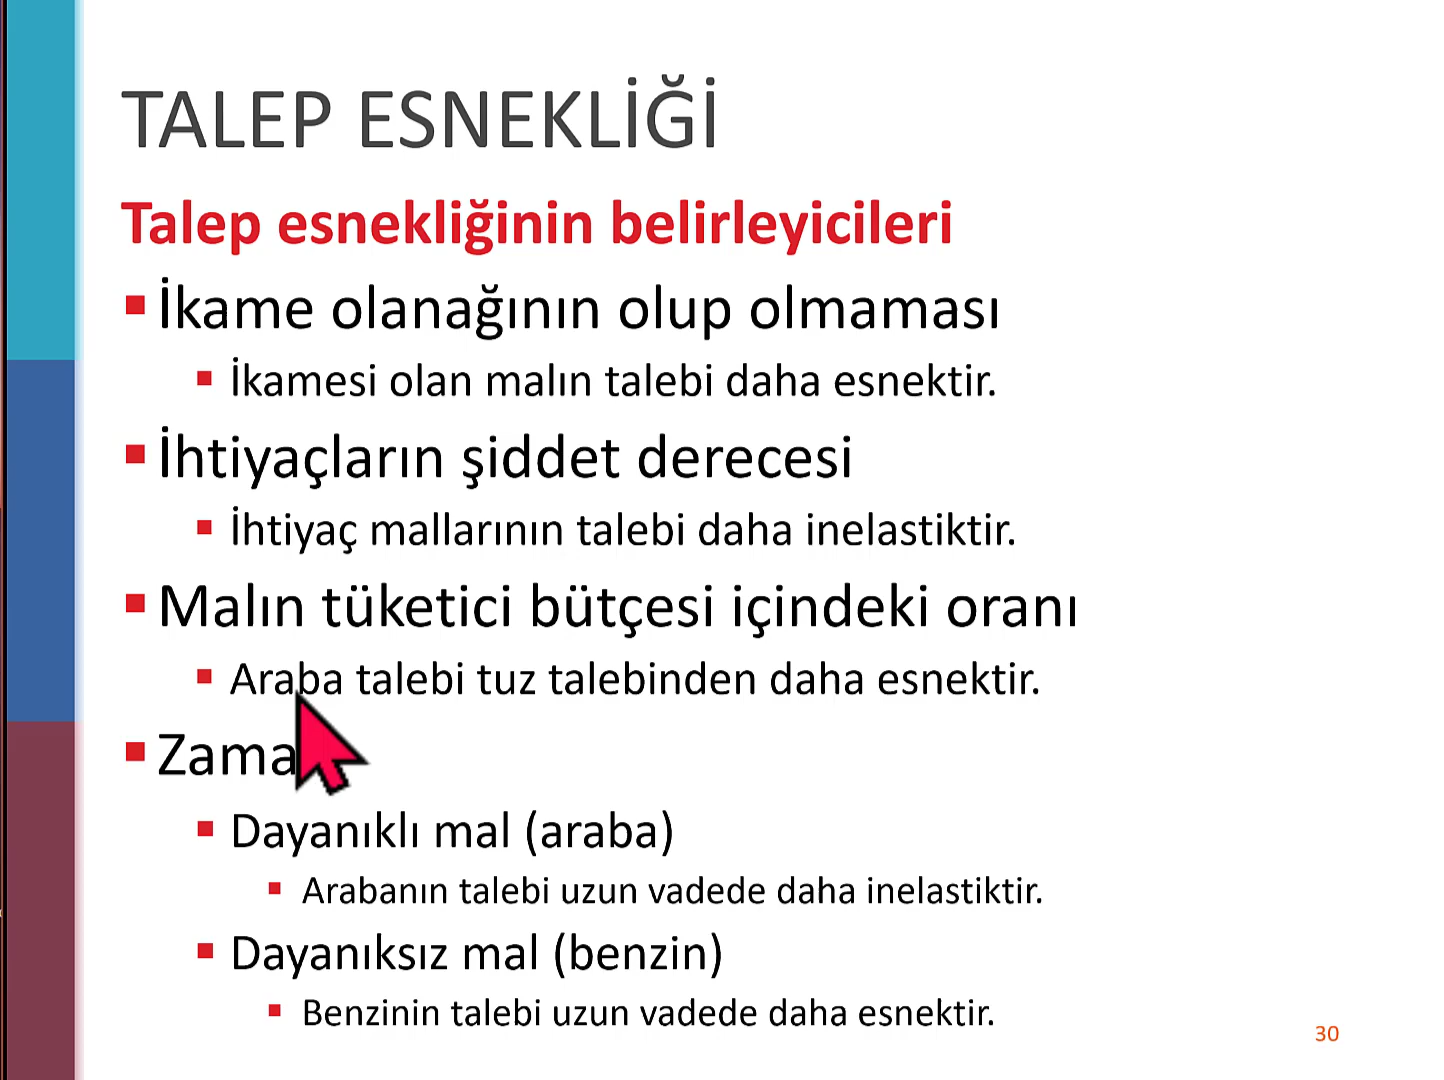 TALEP ESNEKLİĞİ
Talep esnekliğinin belirleyicileri
İkame olanağının olup olmaması
İkamesi olan malın talebi daha esnektir.
İhtiyaçların şiddet derecesi
İhtiyaç mallarının talebi daha inelastiktir.
Malın tüketici bütçesi içindeki oranı
Araba talebi tuz talebinden daha esnektir.
Zama
Dayanıklı mal (araba)
Arabanın talebi uzun vadede daha inelastiktir.
Dayanıksız mal (benzin)
Benzinin talebi uzun vadede daha esnektir.
30